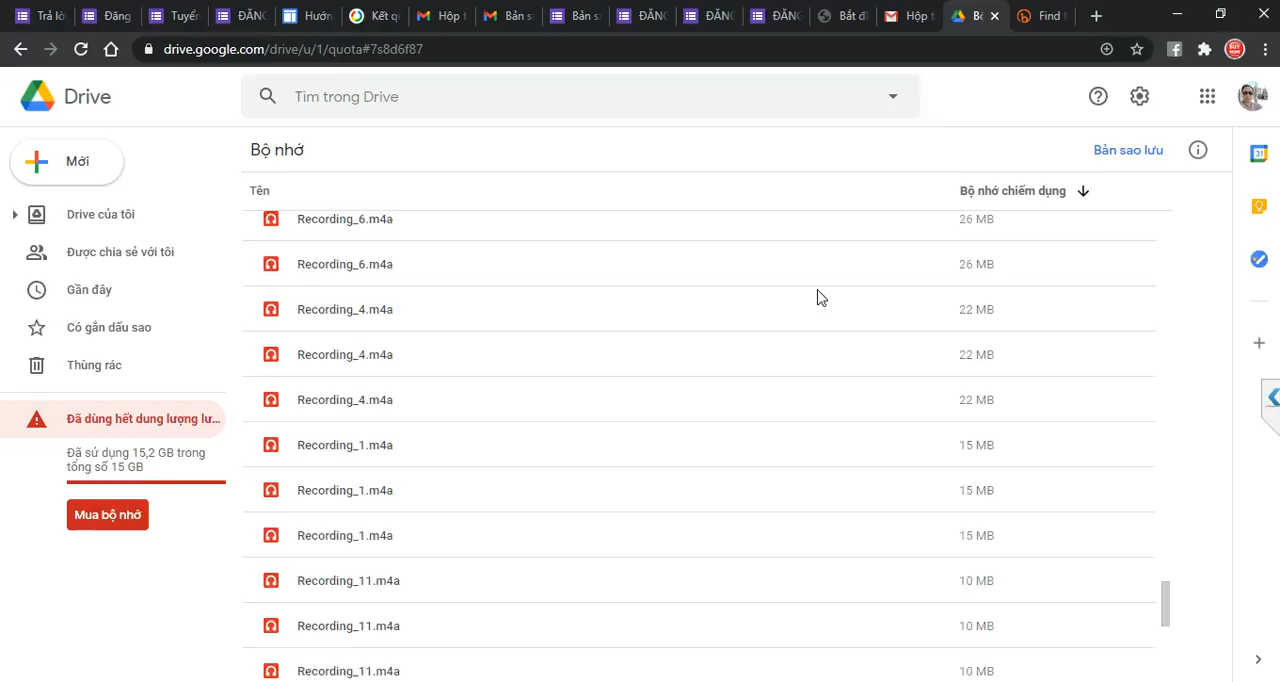 Trả lờ
Đăng
Tuyể
ĐĂNG
Hướn
Kết q
Hộp t
Bản s
Bản s
ĐĂNG
ĐĂNG
ĐĂNG
Bắt đ
Hộp t
Bộ
Find t
drive.google.com/drive/u/1/quota#7s8d6f87
Drive
Tìm trong Drive
Mới
Bộ nhớ
Bản sao lưu
Tên
Bộ nhớ chiếm dụng
Drive của tôi
Được chia sẻ với tôi
Gần đây
Có gắn dấu sao
Thùng rác
Đã dùng hết dung lượng lư...
Đã sử dụng 15,2 GB trong
tổng số 15 GB
Mua bộ nhớ
Recording_6.m4a 26 MB
Recording_6.m4a 26 MB
Recording_4.m4a 22 MB
Recording_4.m4a 22 MB
Recording_4.m4a 22 MB
Recording_1.m4a 15 MB
Recording_1.m4a 15 MB
Recording_1.m4a 15 MB
Recording_11.m4a 10 MB
Recording_11.m4a 10 MB
Recording_11.m4a 10 MB
31